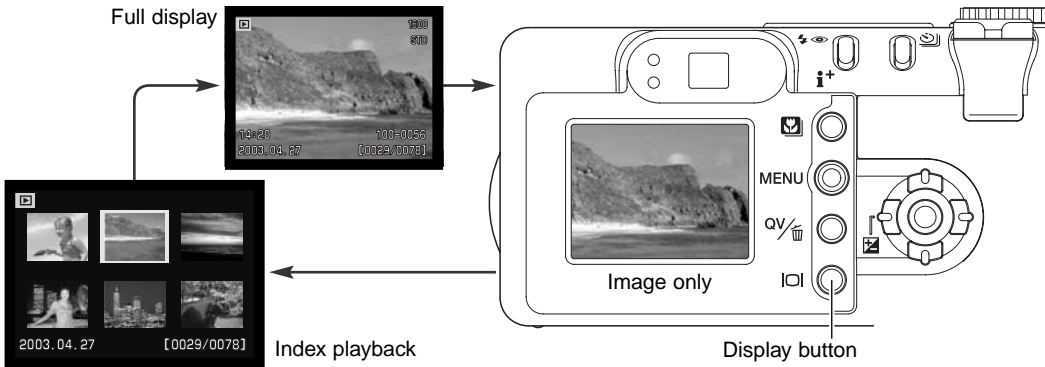 Full display
1600
STD
14:20
100-0056
2003.04.27
[0029/0078]
i+
MENU
QV/
Image only
2003.04.27
[0029/0078]
Index playback
Display button